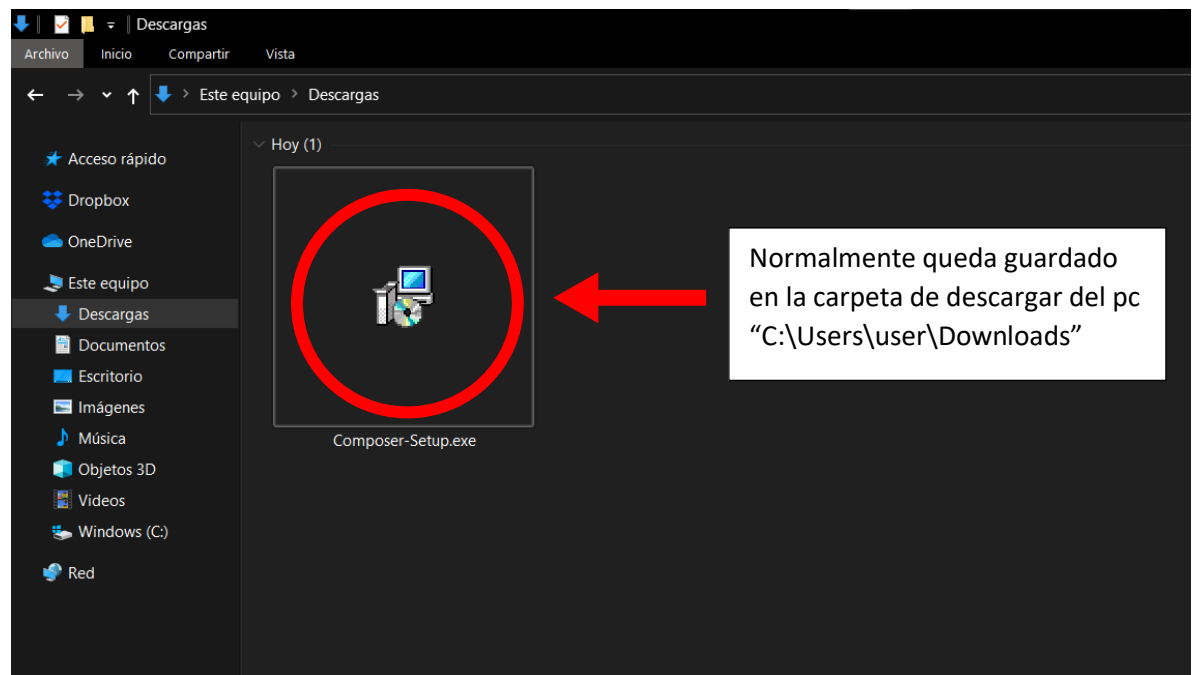 Descargas
Archivo Inicio Compartir Vista
Este equipo > Descargas
Hoy (1)
Acceso rápido
Dropbox
OneDrive
Este equipo
Descargas
Documentos
Escritorio
Imágenes
Música
Objetos 3D
Videos
Windows (C:)
Red
Composer-Setup.exe
Normalmente queda guardado
en la carpeta de descargar del pc
“C:\Users\user\Downloads”